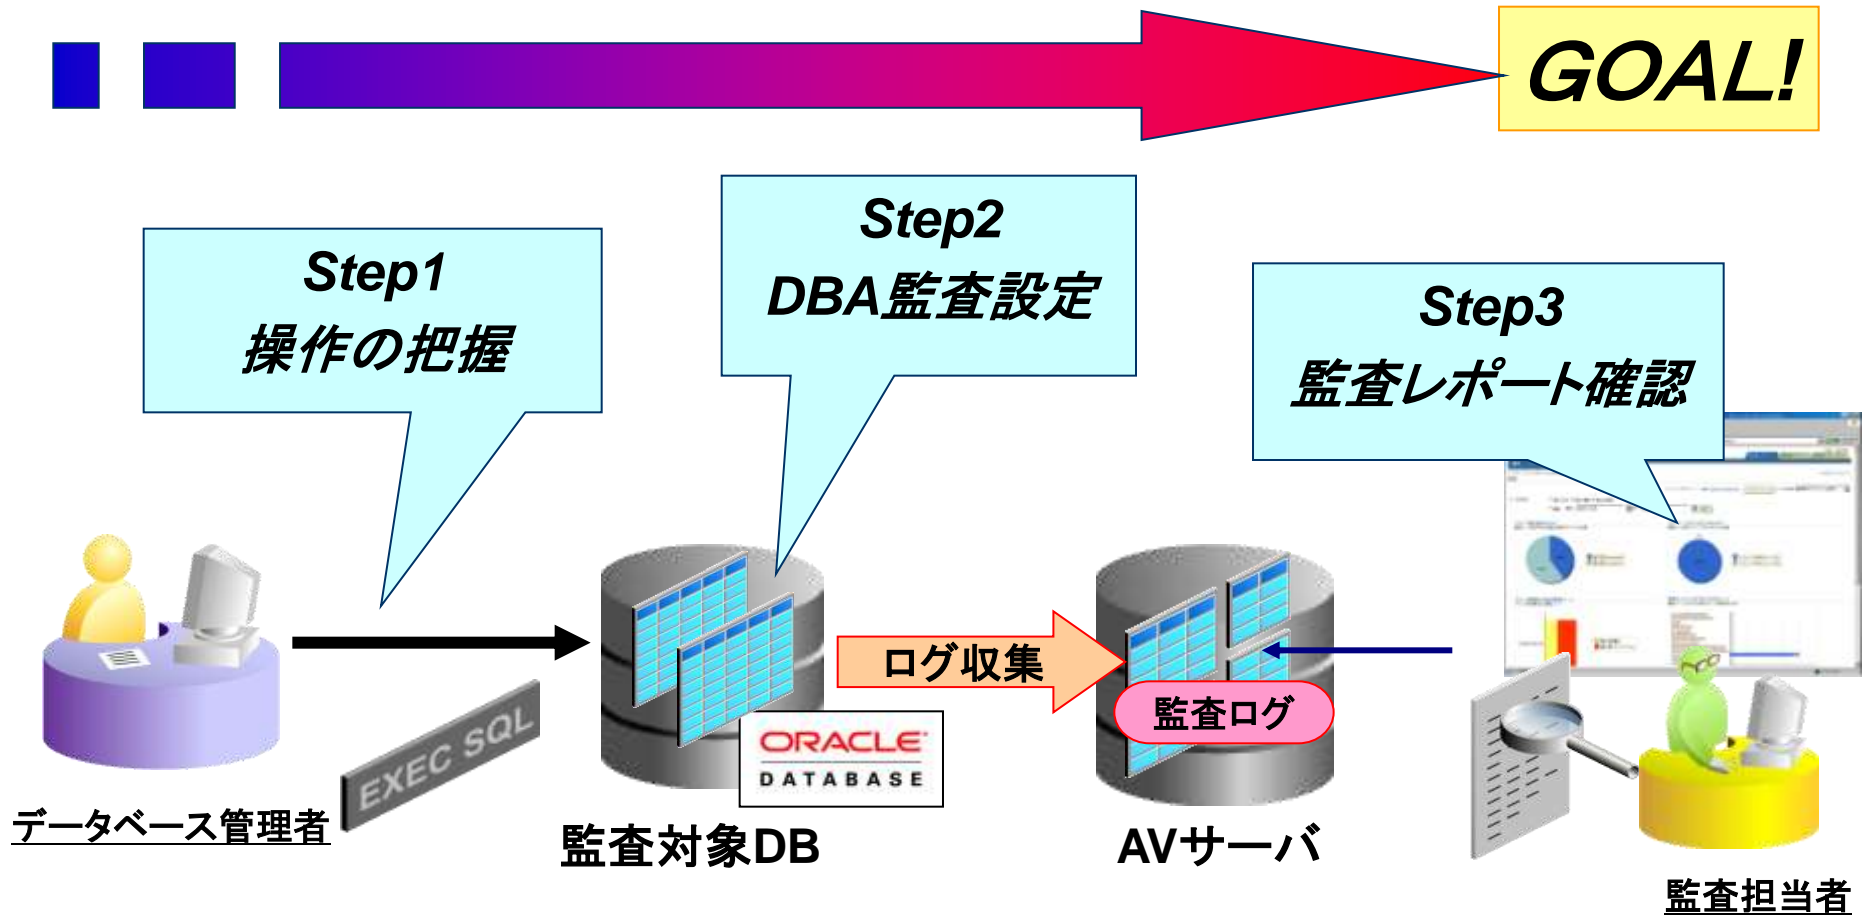 GOAL!
Step1
操作の把握
Step2
DBA監査設定
Step3
監査レポート確認
EXEC SQL
ログ収集
監査ログ
ORACLE
DATABASE
データベース管理者
監査対象DB
AVサーバ
監査担当者